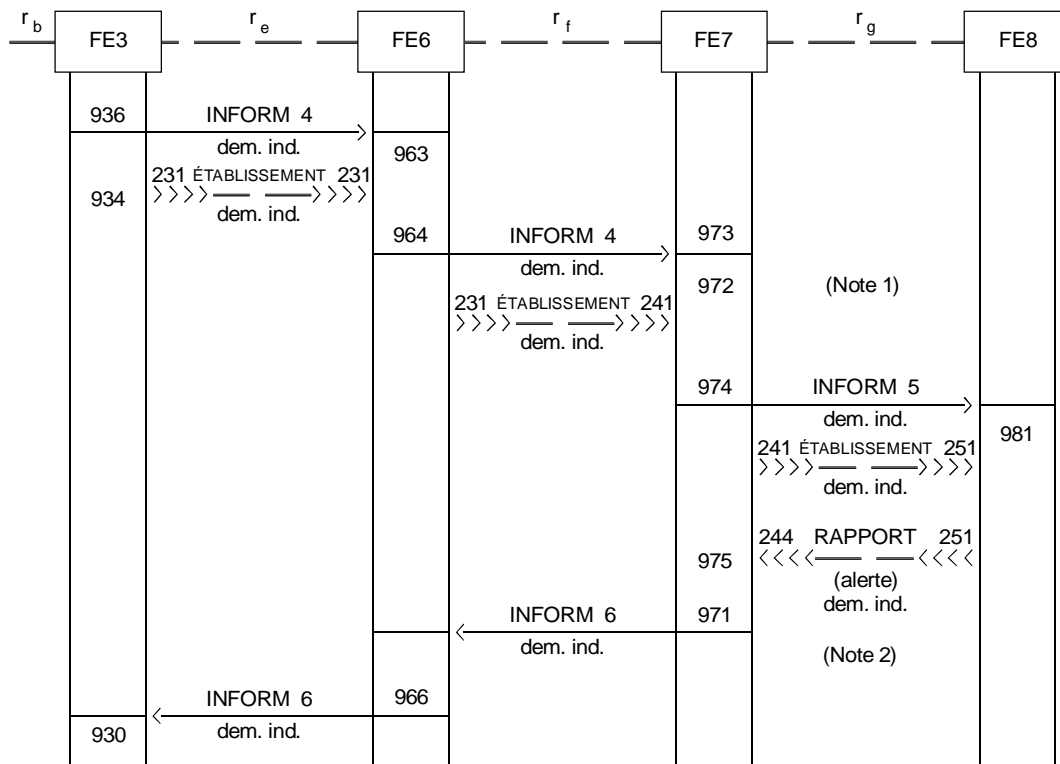 r b r e r f r g
FE3 FE6 FE7 FE8
936 INFORM 4
dem. ind. 963
934 231 ÉTABLISSEMENT 231
dem. ind.
964 INFORM 4 973
dem. ind.
972 (Note 1)
231 ÉTABLISSEMENT 241
dem. ind.
974 INFORM 5
dem. ind. 981
241 ÉTABLISSEMENT 251
dem. ind.
244 RAPPORT 251
975
(alerte)
dem. ind.
INFORM 6 971
dem. ind.
(Note 2)
INFORM 6 966
930 dem. ind.